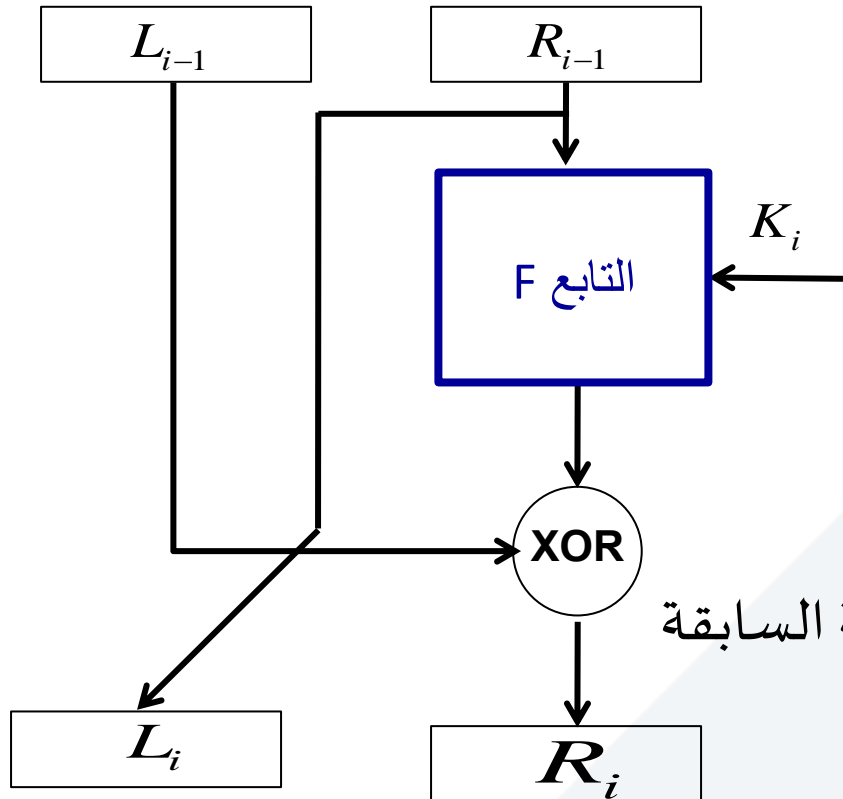 L_{i-1}
R_{i-1}
K_i
التابع F
XOR
السابقة
L_i
R_i